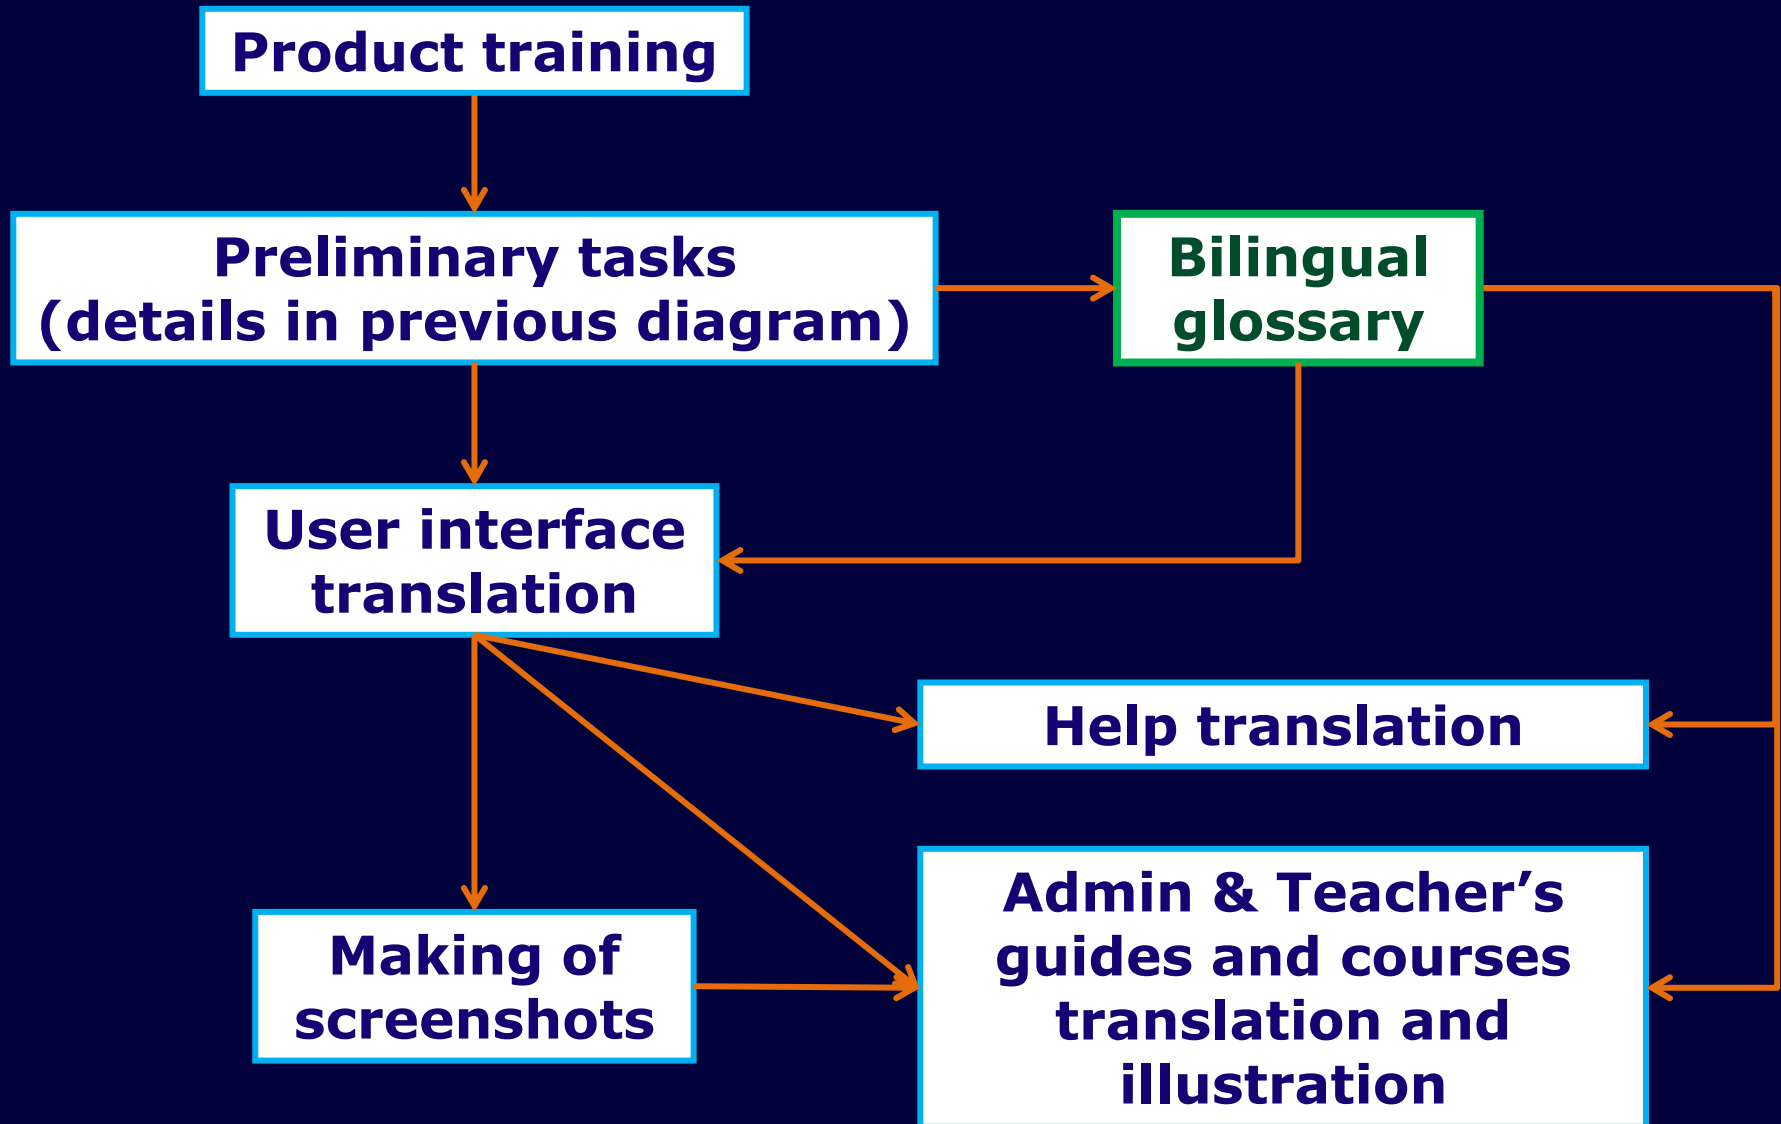 Product training
Preliminary tasks
(details in previous diagram)
Bilingual
glossary
User interface
translation
Help translation
Making of
screenshots
Admin & Teacher’s
guides and courses
translation and
illustration